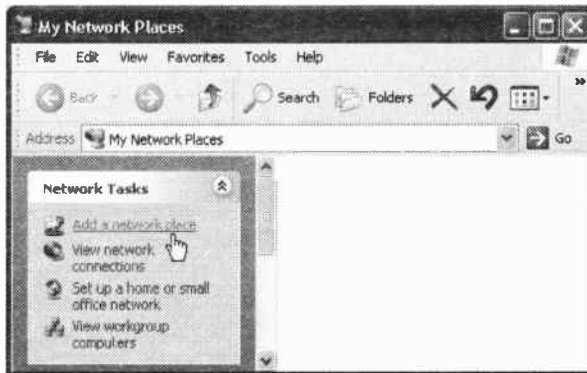 My Network Places
File Edit View Favorites Tools Help
Back Search Folders
Address My Network Places Go
Network Tasks
Add a network place
View network
connections
Set up a home or small
office network
View workgroup
computers